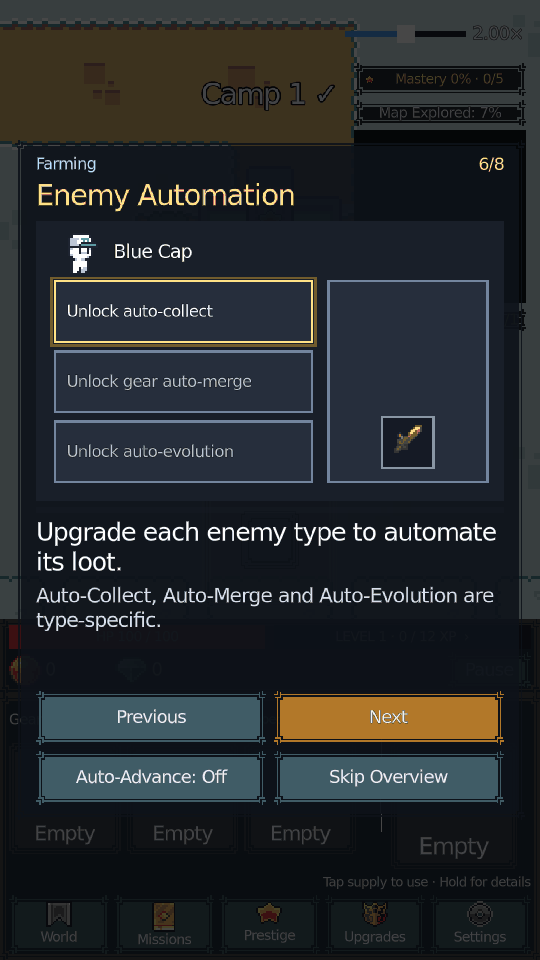 2.00×
Mastery 0% · 0/5
Camp 1 ✓
Map Explored: 7%
Farming
6/8
Enemy Automation
Blue Cap
Unlock auto-collect
Unlock gear auto-merge
Unlock auto-evolution
Upgrade each enemy type to automate
its loot.
Auto-Collect, Auto-Merge and Auto-Evolution are
type-specific.
Previous
Next
Auto-Advance: Off
Skip Overview
Empty
Empty
Empty
Empty
Tap supply to use · Hold for details
World
Missions
Prestige
Upgrades
Settings